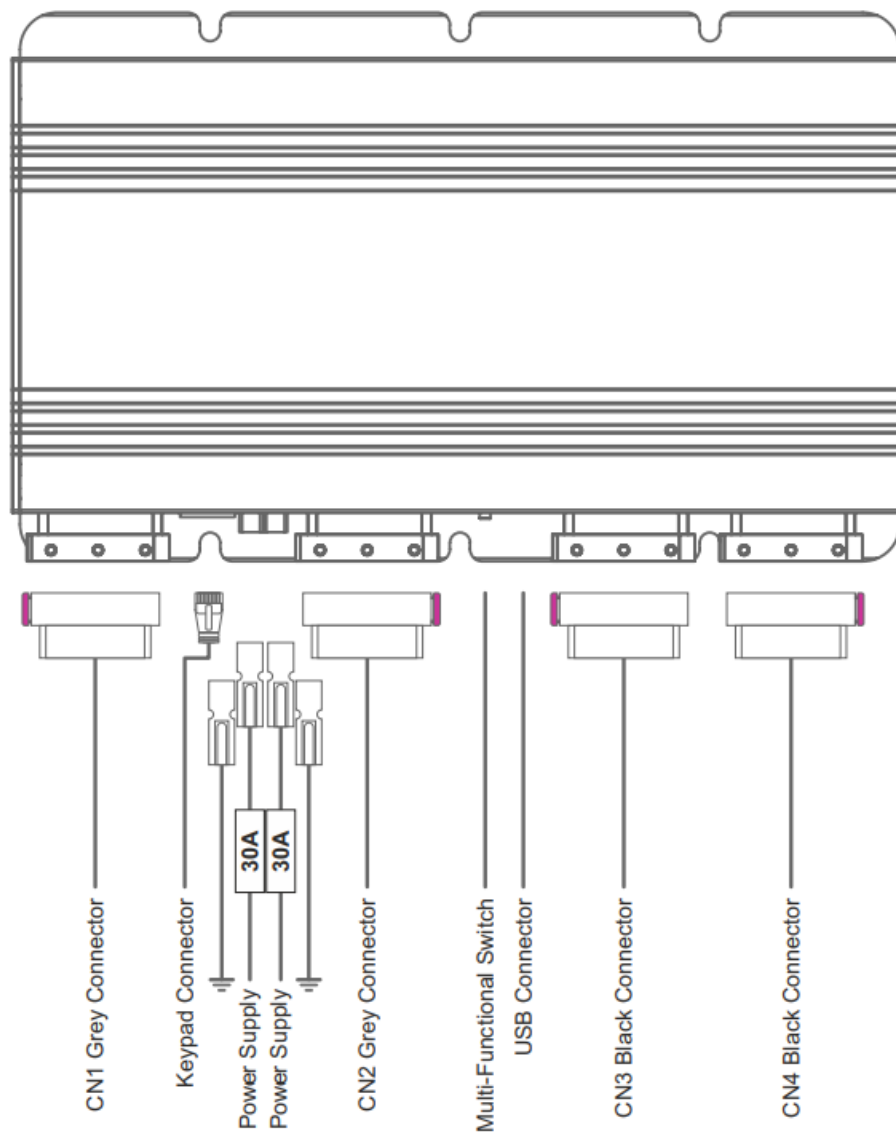 30A
30A
CN1 Grey Connector
Keypad Connector
Power Supply
Power Supply
CN2 Grey Connector
Multi-Functional Switch
USB Connector
CN3 Black Connector
CN4 Black Connector